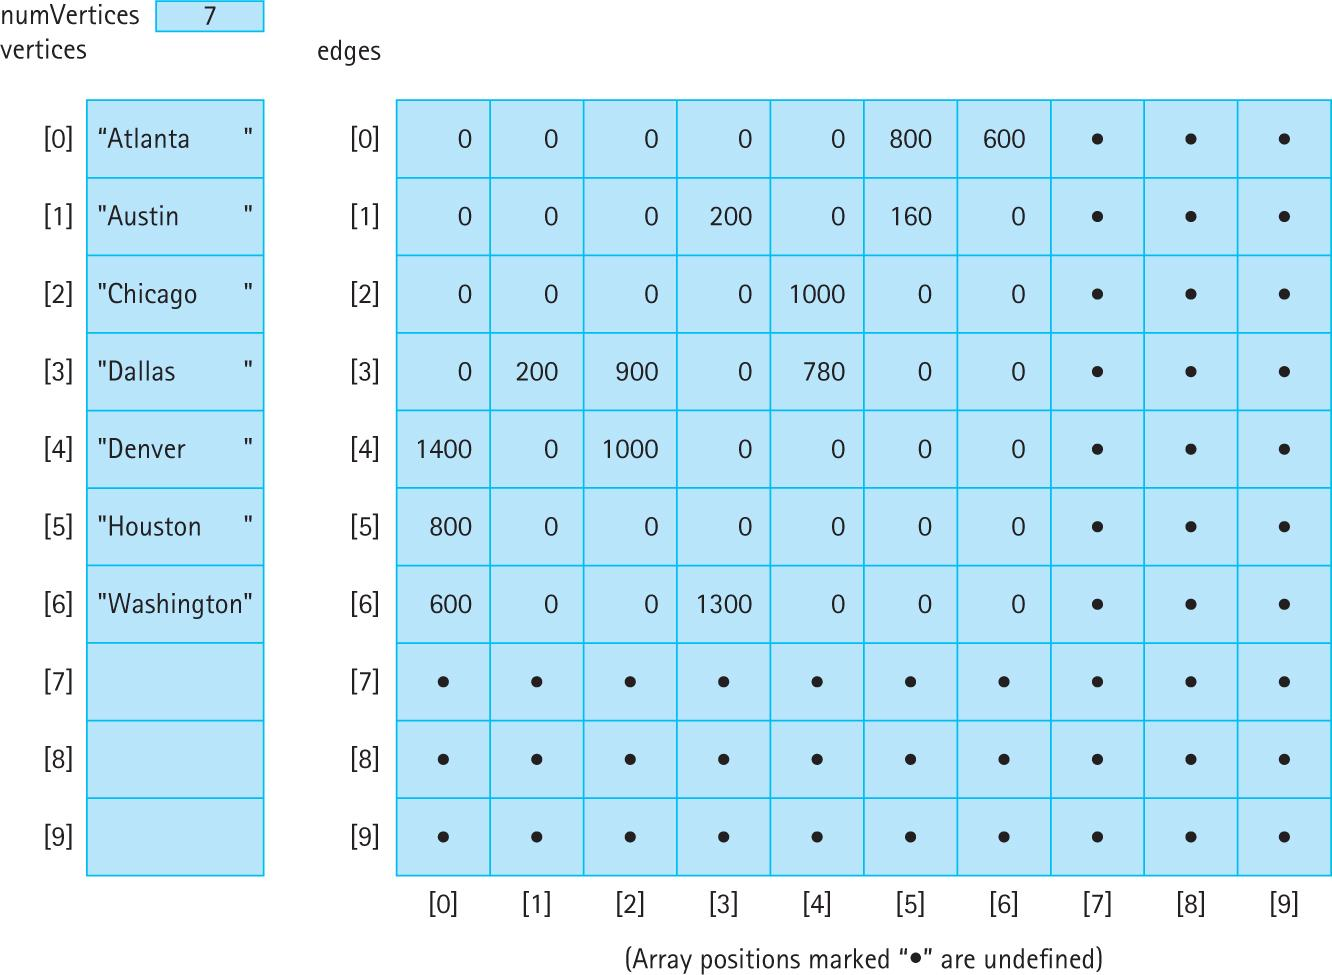 numVertices 7
vertices edges
[0] “Atlanta " [0] 0 0 0 0 0 800 600 • • •
[1] "Austin " [1] 0 0 0 200 0 160 0 • • •
[2] "Chicago " [2] 0 0 0 0 1000 0 0 • • •
[3] "Dallas " [3] 0 200 900 0 780 0 0 • • •
[4] "Denver " [4] 1400 0 1000 0 0 0 0 • • •
[5] "Houston " [5] 800 0 0 0 0 0 0 • • •
[6] "Washington" [6] 600 0 0 1300 0 0 0 • • •
[7] [7] • • • • • • • • • •
[8] [8] • • • • • • • • • •
[9] [9] • • • • • • • • • •
[0] [1] [2] [3] [4] [5] [6] [7] [8] [9]
(Array positions marked “•” are undefined)